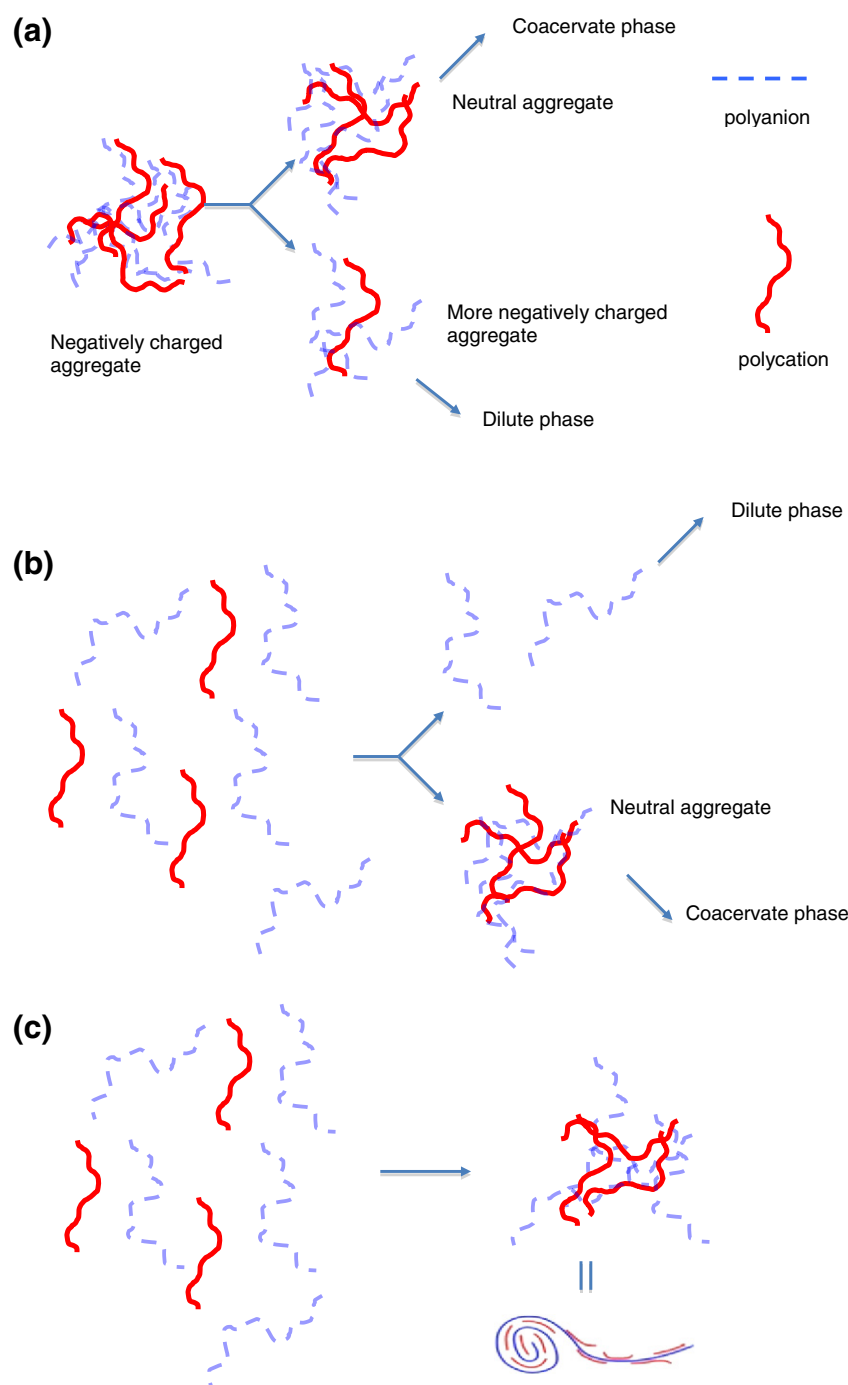 (a)
Coacervate phase
Neutral aggregate
polyanion
Negatively charged
aggregate
More negatively charged
aggregate
polycation
Dilute phase
(b)
Dilute phase
Neutral aggregate
Coacervate phase
(c)